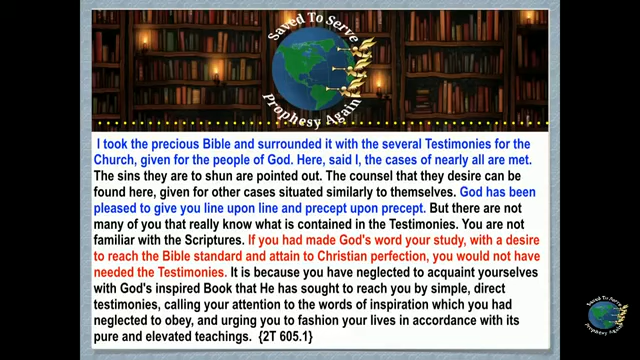 Saved To Serve
Prophesy Again
I took the precious Bible and surrounded it with the several Testimonies for the
Church, given for the people of God. Here, said I, the cases of nearly all are met.
The sins they are to shun are pointed out. The counsel that they desire can be
found here, given for other cases situated similarly to themselves. God has been
pleased to give you line upon line and precept upon precept. But there are not
many of you that really know what is contained in the Testimonies. You are not
familiar with the Scriptures. If you had made God's word your study, with a desire
to reach the Bible standard and attain to Christian perfection, you would not have
needed the Testimonies. It is because you have neglected to acquaint yourselves
with God's inspired Book that He has sought to reach you by simple, direct
testimonies, calling your attention to the words of inspiration which you had
neglected to obey, and urging you to fashion your lives in accordance with its
pure and elevated teachings. {2T 605.1}
Saved To Serve
Prophesy Again